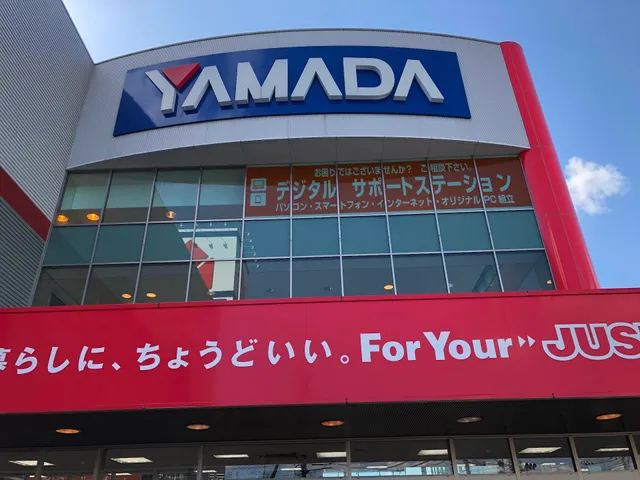 YAMADA
お困りではございませんか? ご相談下さい。
デジタル サポートステーション
パソコン・スマートフォン・インターネット・オリジナルPC組立
暮らしに、ちょうどいい。For Your JUS